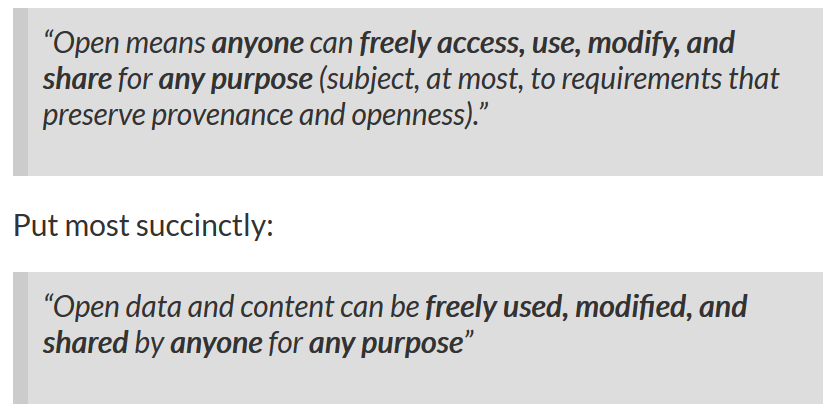 “Open means anyone can freely access, use, modify, and
share for any purpose (subject, at most, to requirements that
preserve provenance and openness).”
Put most succinctly:
“Open data and content can be freely used, modified, and
shared by anyone for any purpose”